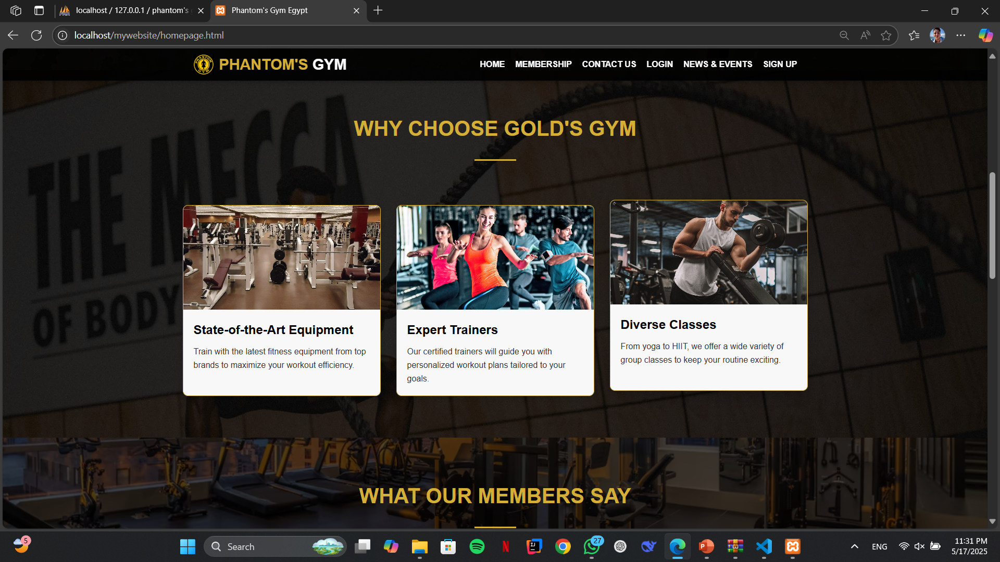 localhost / 127.0.0.1 / phantom's
Phantom's Gym Egypt
localhost/mywebsite/homepage.html
PHANTOM GYM
PHANTOM'S GYM
HOME
MEMBERSHIP
CONTACT US
LOGIN
NEWS & EVENTS
SIGN UP
THE MECCA
OF BODY
WHY CHOOSE GOLD'S GYM
State-of-the-Art Equipment
Train with the latest fitness equipment from top
brands to maximize your workout efficiency.
Expert Trainers
Our certified trainers will guide you with
personalized workout plans tailored to your
goals.
Diverse Classes
From yoga to HIIT, we offer a wide variety of
group classes to keep your routine exciting.
WHAT OUR MEMBERS SAY
5
Search
27
ENG
11:31 PM
5/17/2025